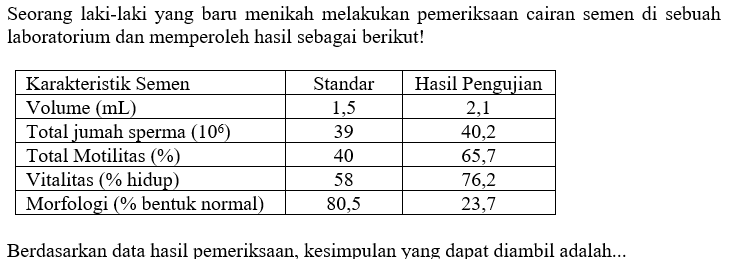 Seorang laki-laki yang baru menikah melakukan pemeriksaan cairan semen di sebuah
laboratorium dan memperoleh hasil sebagai berikut!
Karakteristik Semen Standar Hasil Pengujian
Volume (mL) 1,5 2,1
Total jumah sperma (10⁶) 39 40,2
Total Motilitas (%) 40 65,7
Vitalitas (% hidup) 58 76,2
Morfologi (% bentuk normal) 80,5 23,7
Berdasarkan data hasil pemeriksaan, kesimpulan yang dapat diambil adalah...